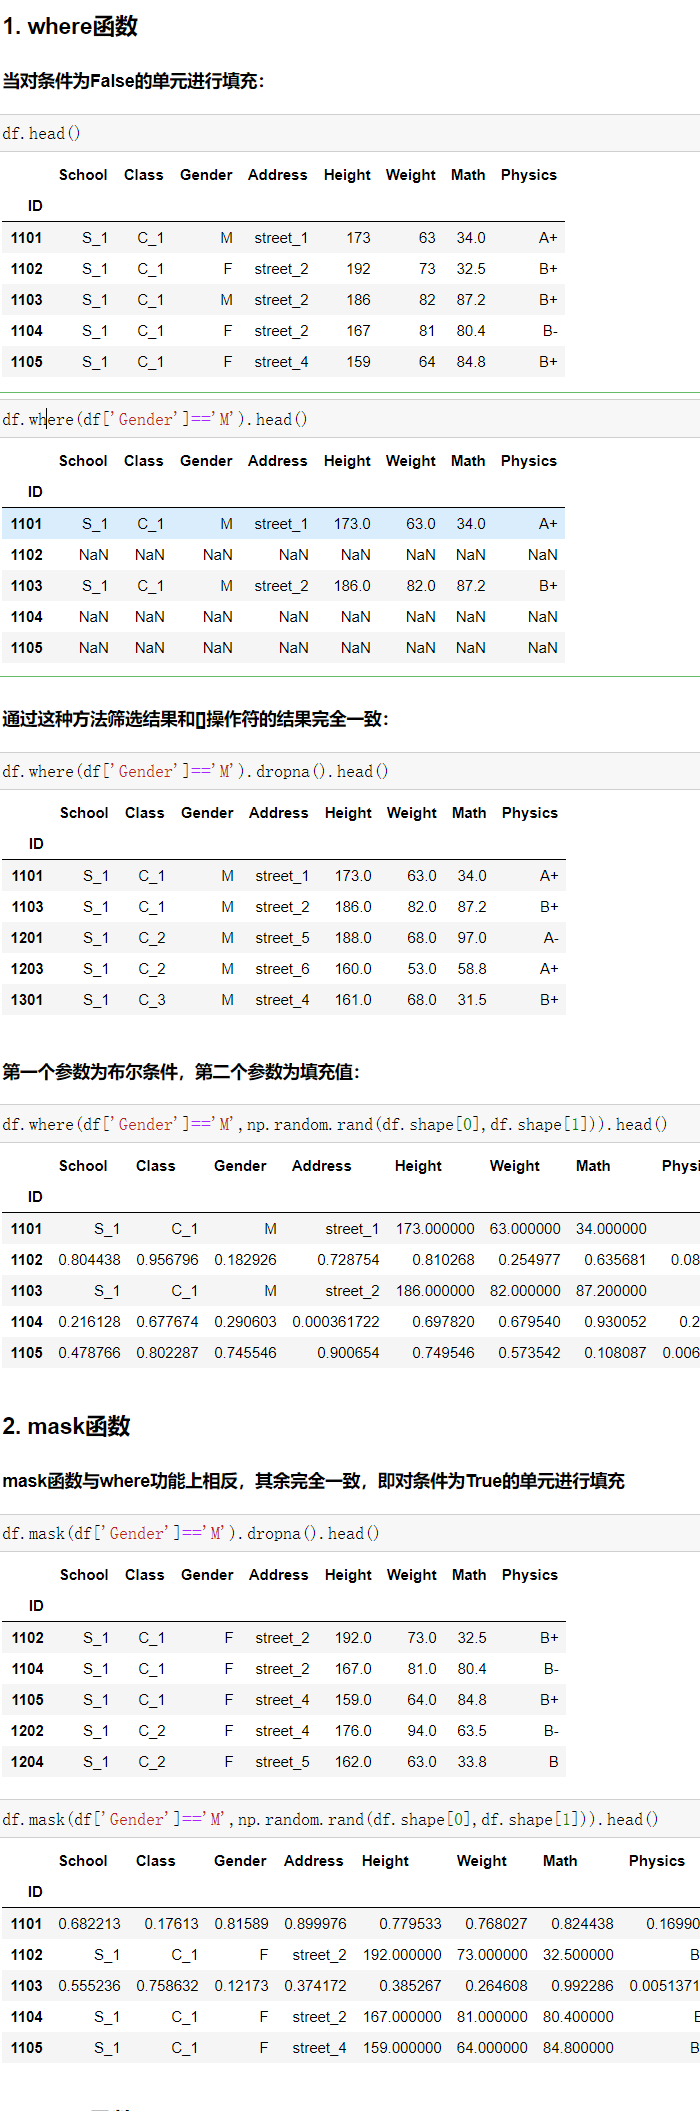 1. where函数
当对条件为False的单元进行填充：
df.head()
School Class Gender Address Height Weight Math Physics
ID
1101 S_1 C_1 M street_1 173 63 34.0 A+
1102 S_1 C_1 F street_2 192 73 32.5 B+
1103 S_1 C_1 M street_2 186 82 87.2 B+
1104 S_1 C_1 F street_2 167 81 80.4 B-
1105 S_1 C_1 F street_4 159 64 84.8 B+
df.where(df['Gender']=='M').head()
School Class Gender Address Height Weight Math Physics
ID
1101 S_1 C_1 M street_1 173.0 63.0 34.0 A+
1102 NaN NaN NaN NaN NaN NaN NaN NaN
1103 S_1 C_1 M street_2 186.0 82.0 87.2 B+
1104 NaN NaN NaN NaN NaN NaN NaN NaN
1105 NaN NaN NaN NaN NaN NaN NaN NaN
通过这种方法筛选结果和[]操作符的结果完全一致：
df.where(df['Gender']=='M').dropna().head()
School Class Gender Address Height Weight Math Physics
ID
1101 S_1 C_1 M street_1 173.0 63.0 34.0 A+
1103 S_1 C_1 M street_2 186.0 82.0 87.2 B+
1201 S_1 C_2 M street_5 188.0 68.0 97.0 A-
1203 S_1 C_2 M street_6 160.0 53.0 58.8 A+
1301 S_1 C_3 M street_4 161.0 68.0 31.5 B+
第一个参数为布尔条件，第二个参数为填充值：
df.where(df['Gender']=='M',np.random.rand(df.shape[0],df.shape[1])).head()
School Class Gender Address Height Weight Math Physi
ID
1101 S_1 C_1 M street_1 173.000000 63.000000 34.000000
1102 0.804438 0.956796 0.182926 0.728754 0.810268 0.254977 0.635681 0.08
1103 S_1 C_1 M street_2 186.000000 82.000000 87.200000
1104 0.216128 0.677674 0.290603 0.000361722 0.697820 0.679540 0.930052 0.2
1105 0.478766 0.802287 0.745546 0.900654 0.749546 0.573542 0.108087 0.006
2. mask函数
mask函数与where功能上相反，其余完全一致，即对条件为True的单元进行填充
df.mask(df['Gender']=='M').dropna().head()
School Class Gender Address Height Weight Math Physics
ID
1102 S_1 C_1 F street_2 192.0 73.0 32.5 B+
1104 S_1 C_1 F street_2 167.0 81.0 80.4 B-
1105 S_1 C_1 F street_4 159.0 64.0 84.8 B+
1202 S_1 C_2 F street_4 176.0 94.0 63.5 B-
1204 S_1 C_2 F street_5 162.0 63.0 33.8 B
df.mask(df['Gender']=='M',np.random.rand(df.shape[0],df.shape[1])).head()
School Class Gender Address Height Weight Math Physics
ID
1101 0.682213 0.17613 0.81589 0.899976 0.779533 0.768027 0.824438 0.16990
1102 S_1 C_1 F street_2 192.000000 73.000000 32.500000 B
1103 0.555236 0.758632 0.12173 0.374172 0.385267 0.264608 0.992286 0.0051371
1104 S_1 C_1 F street_2 167.000000 81.000000 80.400000
1105 S_1 C_1 F street_4 159.000000 64.000000 84.800000 B